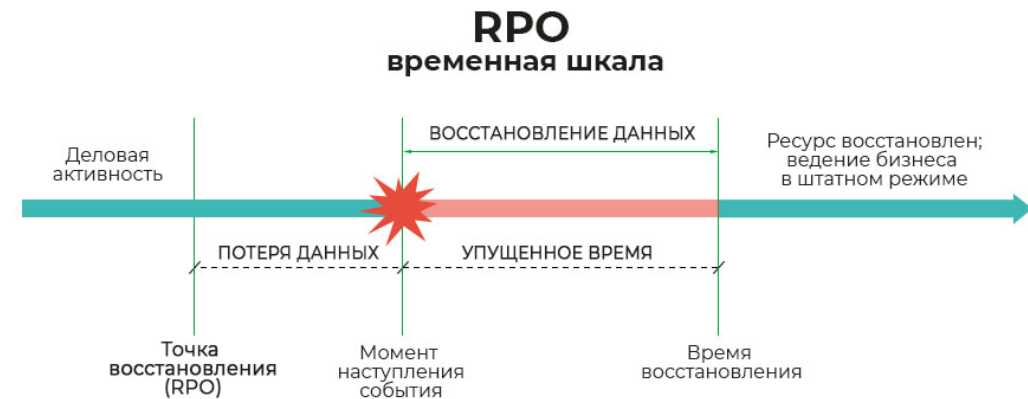 RPO
временная шкала
ВОССТАНОВЛЕНИЕ ДАННЫХ
Деловая
активность
Ресурс восстановлен;
ведение бизнеса
в штатном режиме
ПОТЕРЯ ДАННЫХ
УПУЩЕННОЕ ВРЕМЯ
Точка
восстановления
(RPO)
Момент
наступления
события
Время
восстановления